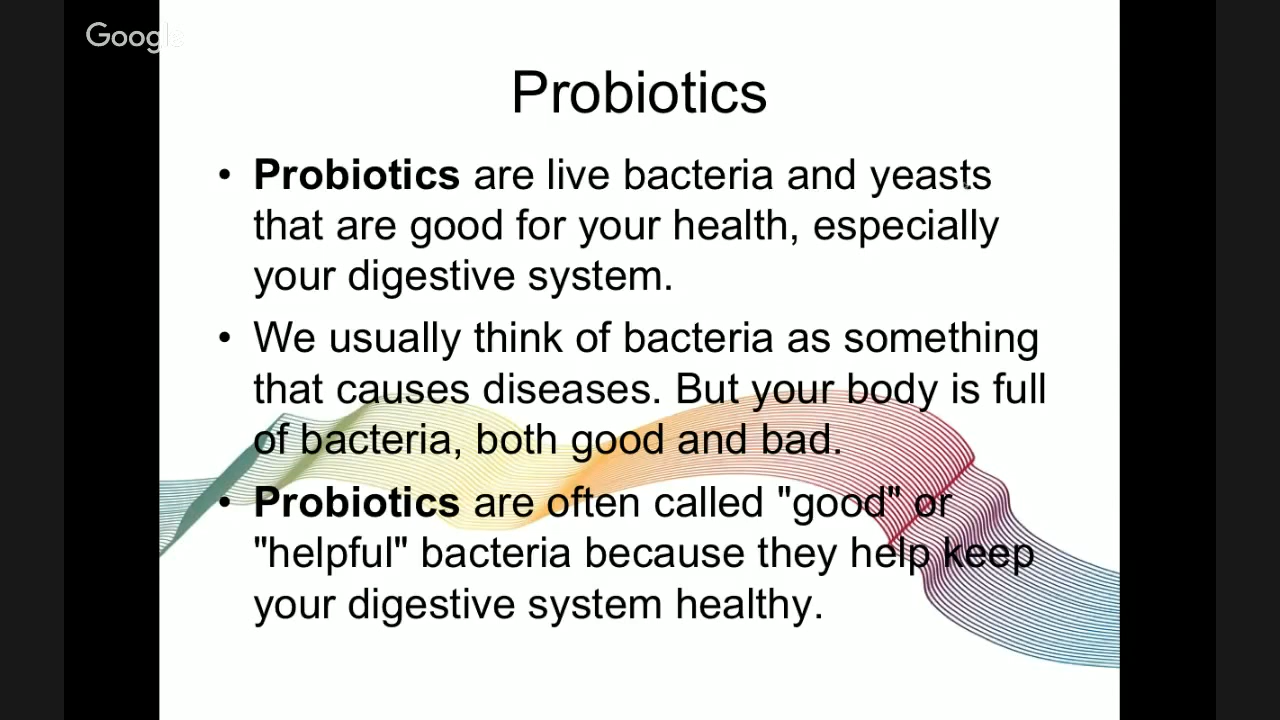 Google
Probiotics
• Probiotics are live bacteria and yeasts
that are good for your health, especially
your digestive system.
• We usually think of bacteria as something
that causes diseases. But your body is full
of bacteria, both good and bad.
• Probiotics are often called "good" or
"helpful" bacteria because they help keep
your digestive system healthy.